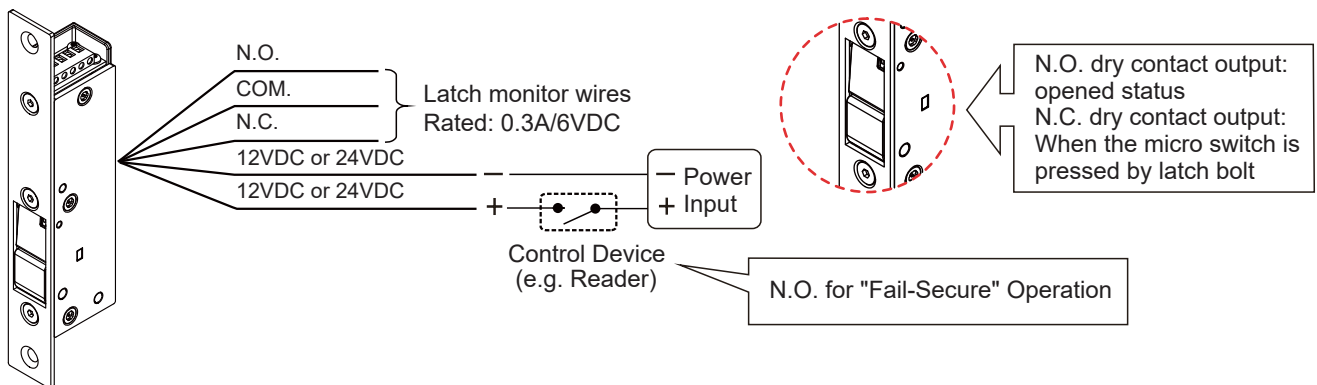 N.O.
COM.
N.C.
Latch monitor wires
Rated: 0.3A/6VDC
12VDC or 24VDC
12VDC or 24VDC
−
+
− Power
+ Input
Control Device
(e.g. Reader)
N.O. for "Fail-Secure" Operation
N.O. dry contact output:
opened status
N.C. dry contact output:
When the micro switch is
pressed by latch bolt